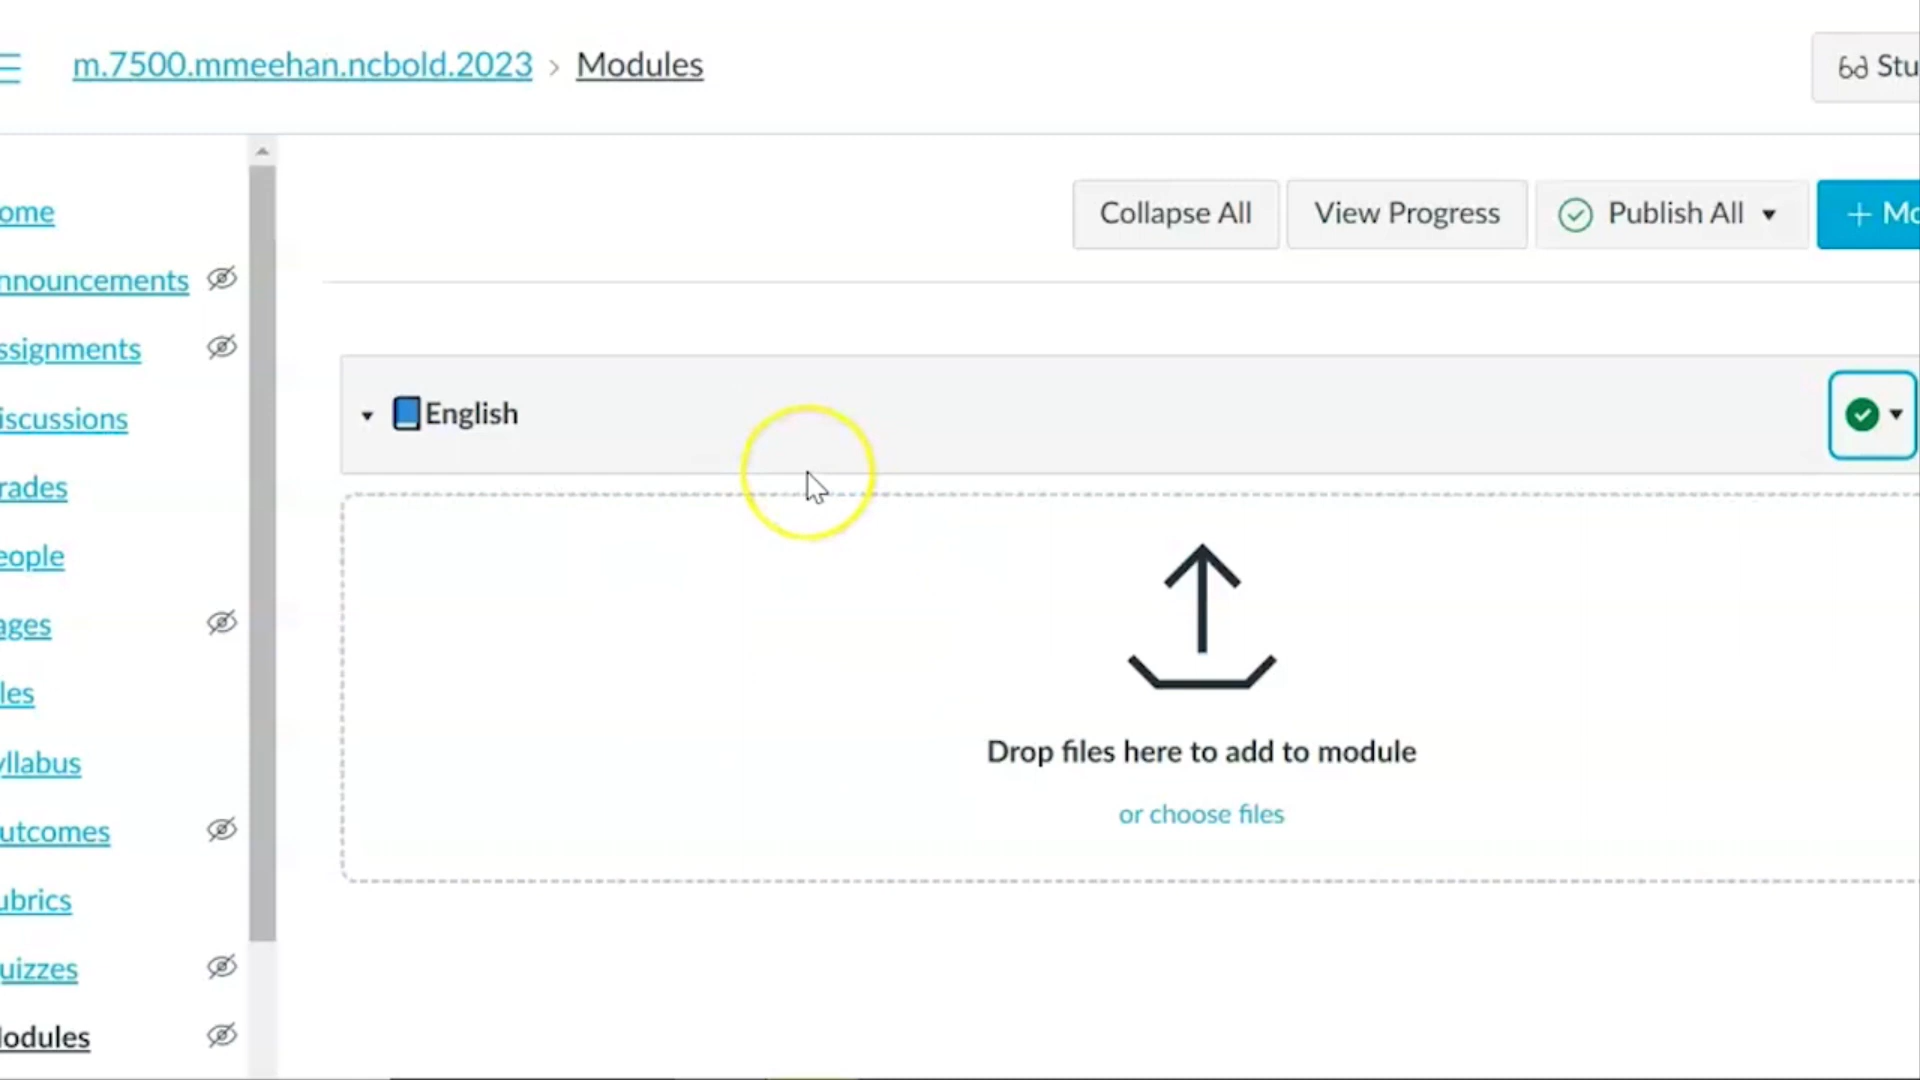 m.7500.mmeehan.ncbold.2023 > Modules
Stu
ome
Collapse All
View Progress
Publish All
+ Mo
nnouncements
ssignments
English
iscussions
rades
eople
ages
les
Drop files here to add to module
yllabus
or choose files
utcomes
ubrics
uizzes
odules